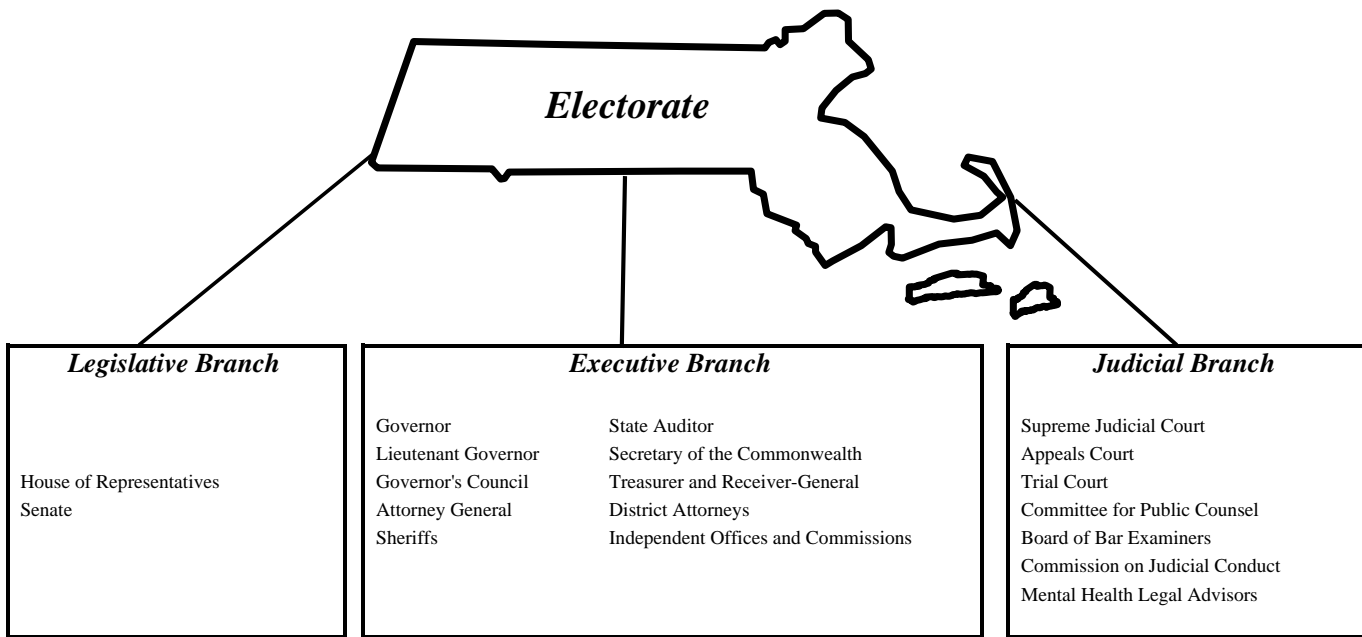 Electorate
Legislative Branch
House of Representatives
Senate
Executive Branch
Governor
Lieutenant Governor
Governor's Council
Attorney General
Sheriffs
State Auditor
Secretary of the Commonwealth
Treasurer and Receiver-General
District Attorneys
Independent Offices and Commissions
Judicial Branch
Supreme Judicial Court
Appeals Court
Trial Court
Committee for Public Counsel
Board of Bar Examiners
Commission on Judicial Conduct
Mental Health Legal Advisors